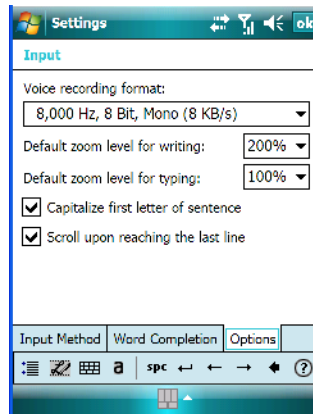 Settings
ok
Input
Voice recording format:
8,000 Hz, 8 Bit, Mono (8 KB/s)
Default zoom level for writing: 200%
Default zoom level for typing: 100%
Capitalize first letter of sentence
Scroll upon reaching the last line
Input Method Word Completion Options
a spc ?